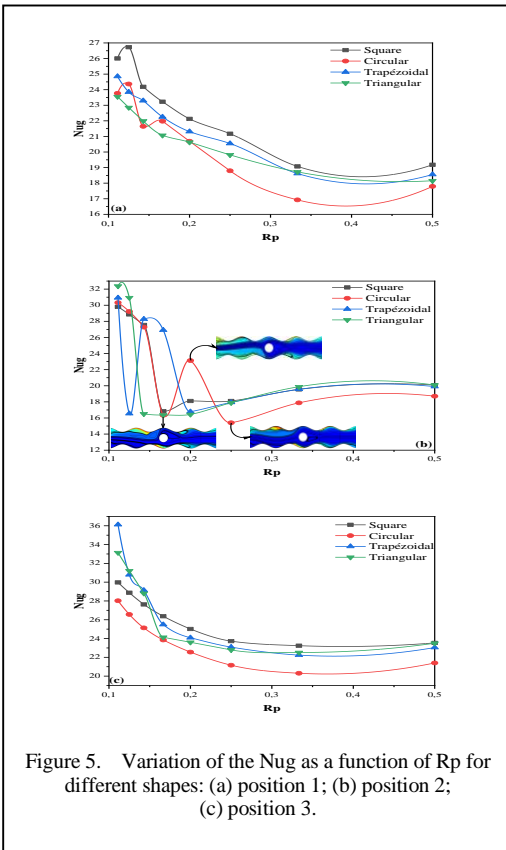 27
26
25
24
23
22
21
20
19
18
17
16
Nug
Square
Circular
Trapézoidal
Triangular
(a)
0,1 0,2 0,3 0,4 0,5
Rp
32
30
28
26
24
22
20
18
16
14
12
Nug
Square
Circular
Trapézoidal
Triangular
(b)
0,1 0,2 0,3 0,4 0,5
Rp
36
34
32
30
28
26
24
22
20
Nug
Square
Circular
Trapézoidal
Triangular
(c)
0,1 0,2 0,3 0,4 0,5
Rp
Figure 5. Variation of the Nug as a function of Rp for
different shapes: (a) position 1; (b) position 2;
(c) position 3.